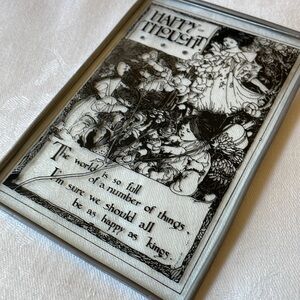 HAPPY
THOUGHT
The world is so full
of a number of things,
I'm sure we should all
be as happy as kings.